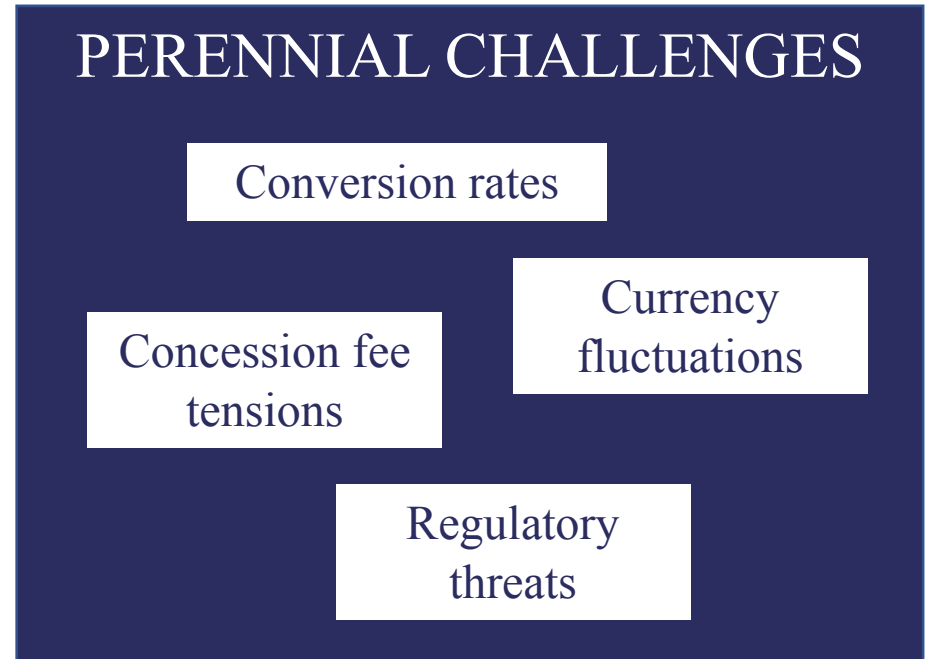 PERENNIAL CHALLENGES
Conversion rates
Currency
fluctuations
Concession fee
tensions
Regulatory
threats